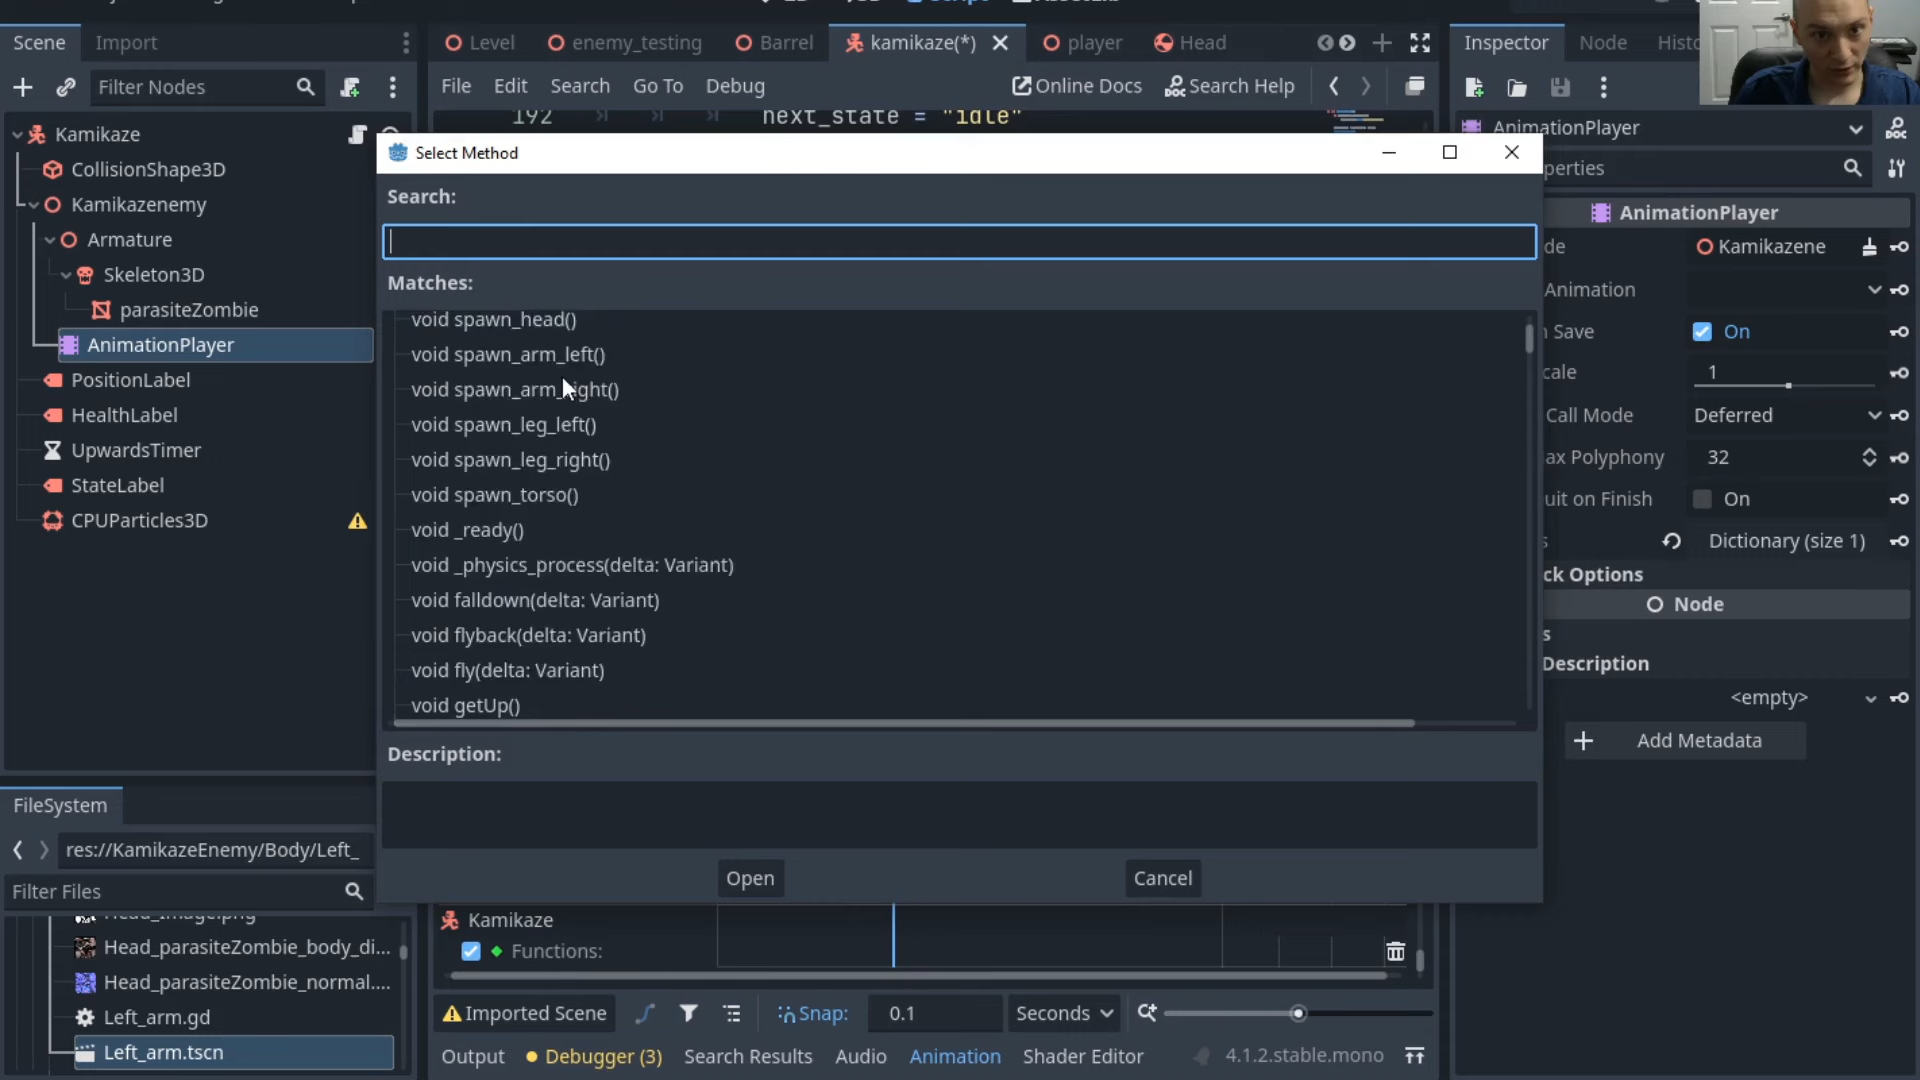 Scene
Import
Level
enemy_testing
Barrel
kamikaze(*)
player
Head
Inspector
Node
Filter Nodes
File
Edit
Search
Go To
Debug
Online Docs
Search Help
192
next_state = "idle"
AnimationPlayer
Kamikaze
CollisionShape3D
Kamikazenemy
Armature
Skeleton3D
parasiteZombie
AnimationPlayer
PositionLabel
HealthLabel
UpwardsTimer
StateLabel
CPUParticles3D
Select Method
Search:
Matches:
void spawn_head()
void spawn_arm_left()
void spawn_arm_right()
void spawn_leg_left()
void spawn_leg_right()
void spawn_torso()
void _ready()
void _physics_process(delta: Variant)
void falldown(delta: Variant)
void flyback(delta: Variant)
void fly(delta: Variant)
void getUp()
Description:
Open
Cancel
perties
AnimationPlayer
de
Kamikazene
Animation
n Save
On
cale
1
Call Mode
Deferred
ax Polyphony
32
uit on Finish
On
s
Dictionary (size 1)
ck Options
Node
s
Description
<empty>
Add Metadata
FileSystem
res://KamikazeEnemy/Body/Left_
Filter Files
Head_Image.png
Head_parasiteZombie_body_di...
Head_parasiteZombie_normal....
Left_arm.gd
Left_arm.tscn
Kamikaze
Functions:
Imported Scene
Snap:
0.1
Seconds
Output
Debugger (3)
Search Results
Audio
Animation
Shader Editor
4.1.2.stable.mono